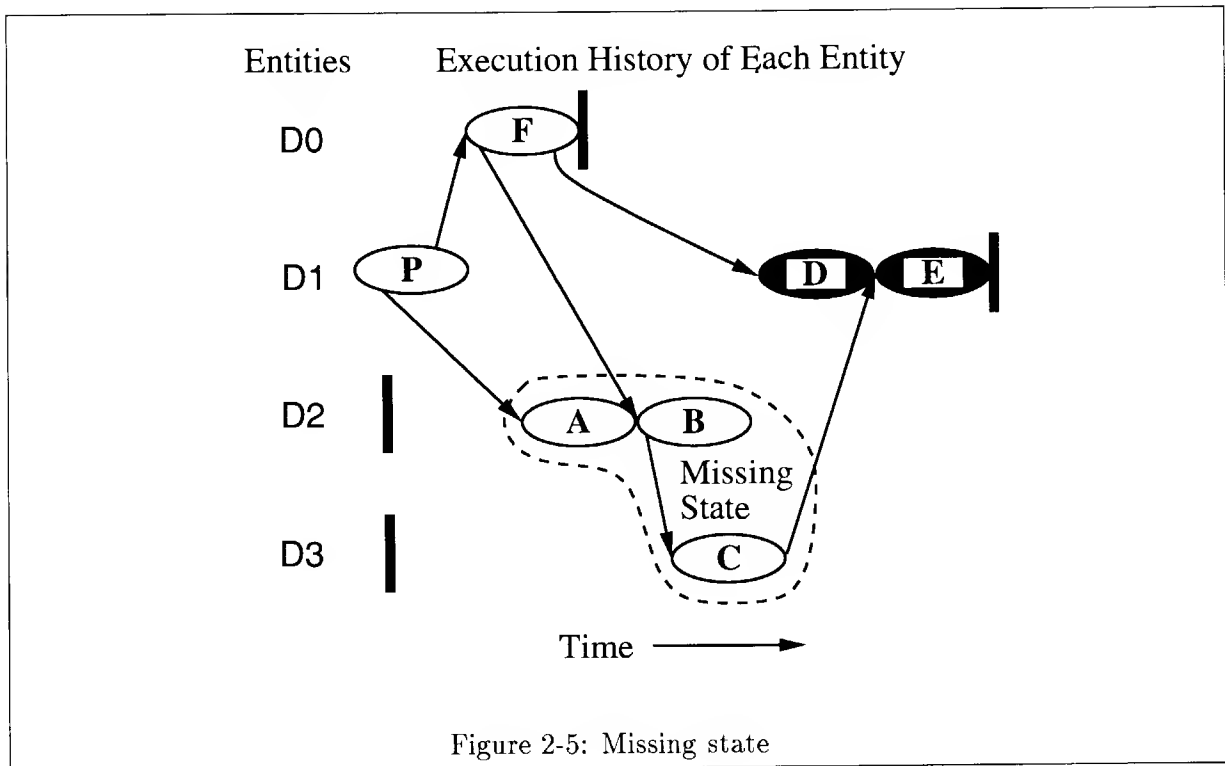 Entities Execution History of Each Entity
D0 F
D1 P D E
D2 A B
Missing
State
D3 C
Time
Figure 2-5: Missing state